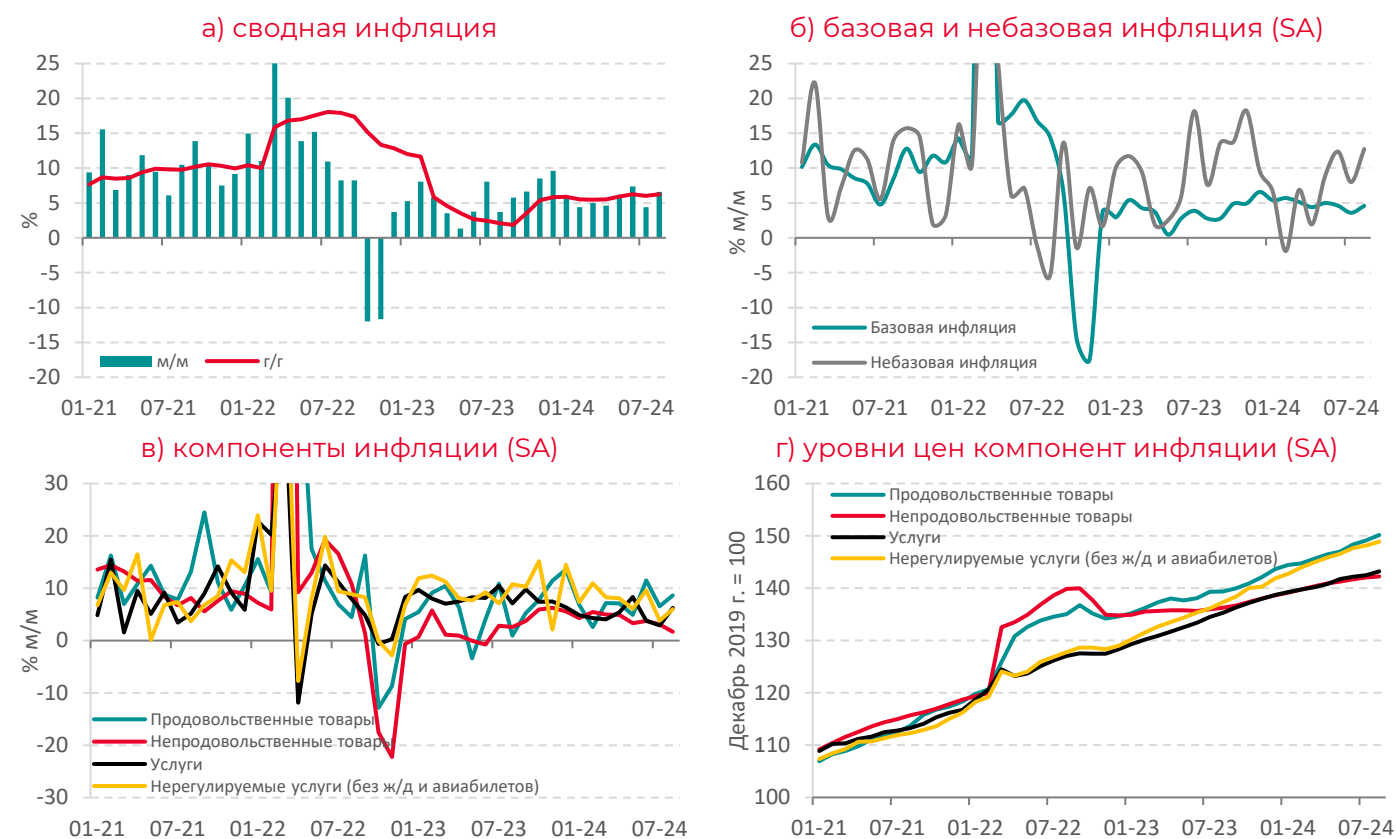 а) сводная инфляция
25
20
15
10
5
0
-5
-10
-15
-20
%
м/м
г/г
01-21 07-21 01-22 07-22 01-23 07-23 01-24 07-24
б) базовая и небазовая инфляция (SA)
25
20
15
10
5
0
-5
-10
-15
-20
% м/м
Базовая инфляция
Небазовая инфляция
01-21 07-21 01-22 07-22 01-23 07-23 01-24 07-24
в) компоненты инфляции (SA)
30
20
10
0
-10
-20
-30
% м/м
Продовольственные товары
Непродовольственные товары
Услуги
Нерегулируемые услуги (без ж/д и авиабилетов)
01-21 07-21 01-22 07-22 01-23 07-23 01-24 07-24
г) уровни цен компонент инфляции (SA)
160
150
140
130
120
110
100
Декабрь 2019 г. = 100
Продовольственные товары
Непродовольственные товары
Услуги
Нерегулируемые услуги (без ж/д и авиабилетов)
01-21 07-21 01-22 07-22 01-23 07-23 01-24 07-24